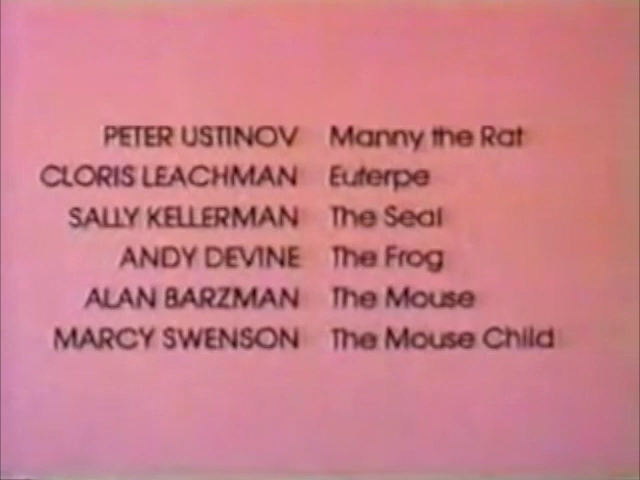 PETER USTINOV Manny the Rat
CLORIS LEACHMAN Euterpe
SALLY KELLERMAN The Seal
ANDY DEVINE The Frog
ALAN BARZMAN The Mouse
MARCY SWENSON The Mouse Child